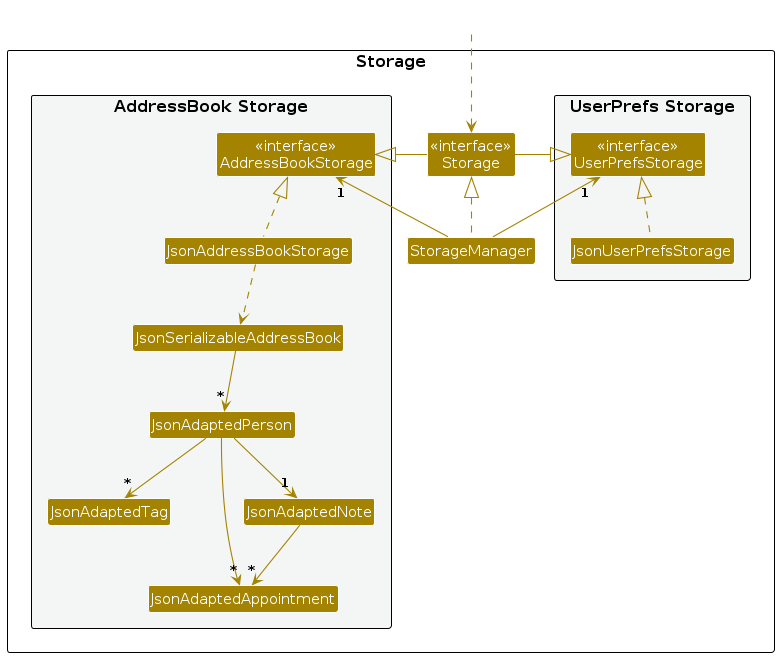 Storage
AddressBook Storage
UserPrefs Storage
«interface»
AddressBookStorage
«interface»
Storage
«interface»
UserPrefsStorage
1
1
JsonAddressBookStorage
StorageManager
JsonUserPrefsStorage
JsonSerializableAddressBook
*
JsonAdaptedPerson
*
1
JsonAdaptedTag
JsonAdaptedNote
*
*
JsonAdaptedAppointment